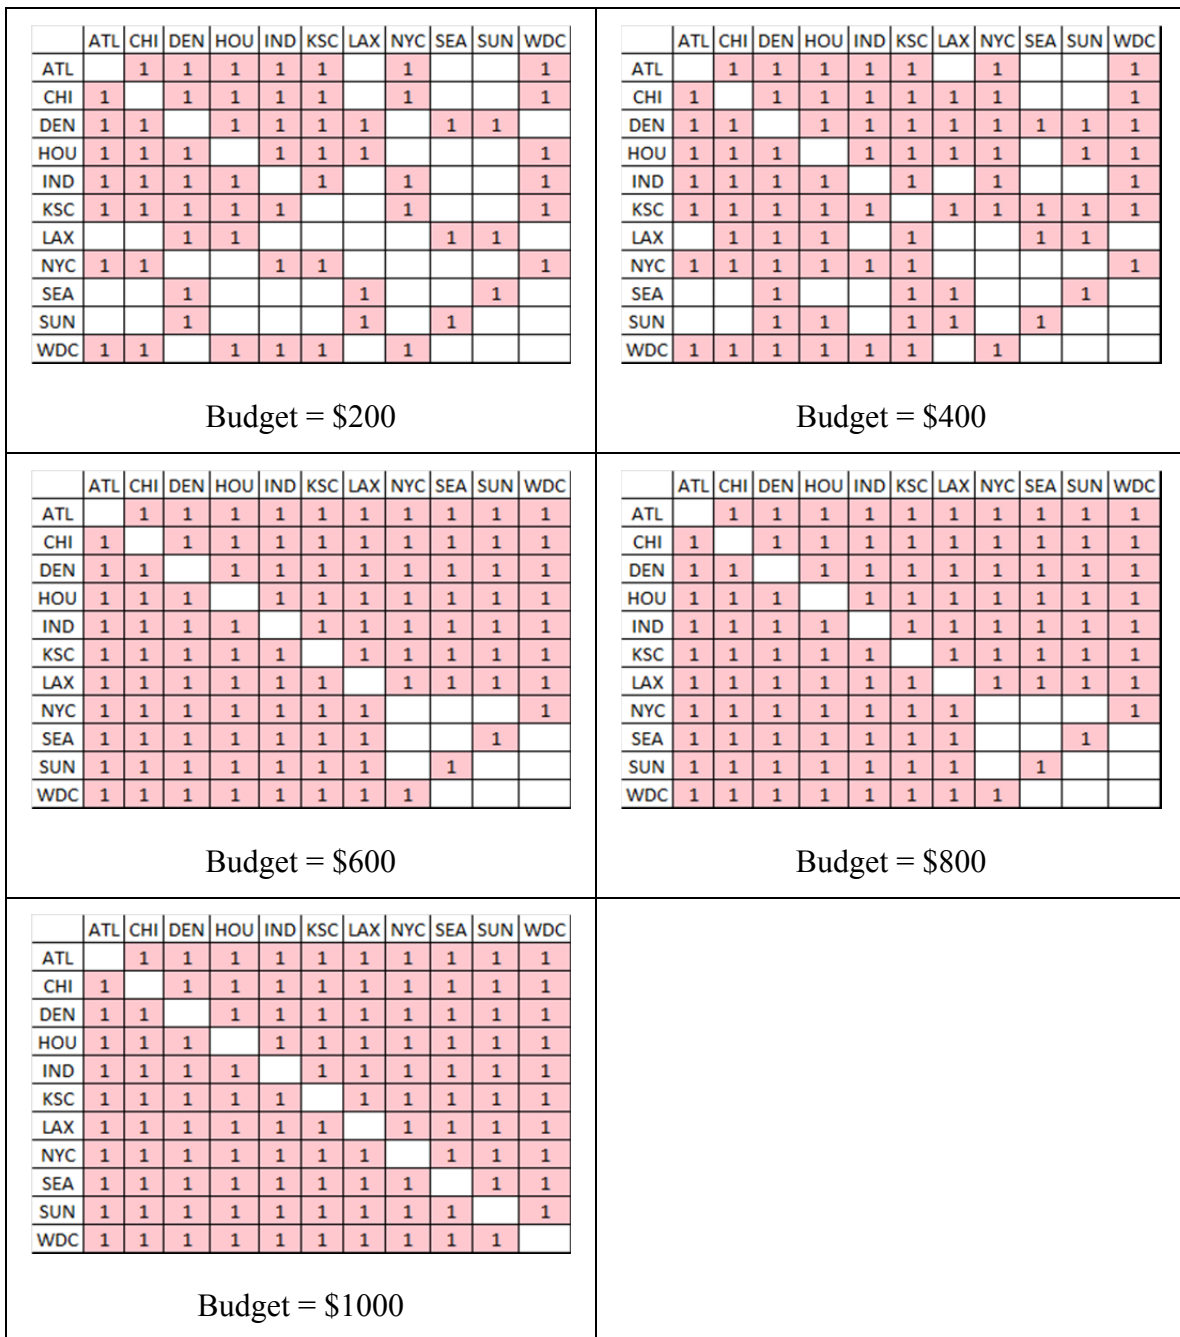 ATL CHI DEN HOU IND KSC LAX NYC SEA SUN WDC
ATL 1 1 1 1 1 1 1
CHI 1 1 1 1 1 1 1
DEN 1 1 1 1 1 1 1 1
HOU 1 1 1 1 1 1 1
IND 1 1 1 1 1 1 1
KSC 1 1 1 1 1 1 1
LAX 1 1 1 1
NYC 1 1 1 1 1
SEA 1 1 1
SUN 1 1 1
WDC 1 1 1 1 1 1
Budget = $200
ATL CHI DEN HOU IND KSC LAX NYC SEA SUN WDC
ATL 1 1 1 1 1 1 1
CHI 1 1 1 1 1 1 1 1
DEN 1 1 1 1 1 1 1 1 1 1
HOU 1 1 1 1 1 1 1 1 1
IND 1 1 1 1 1 1 1
KSC 1 1 1 1 1 1 1 1 1 1
LAX 1 1 1 1 1 1
NYC 1 1 1 1 1 1 1
SEA 1 1 1 1
SUN 1 1 1 1 1
WDC 1 1 1 1 1 1 1
Budget = $400
ATL CHI DEN HOU IND KSC LAX NYC SEA SUN WDC
ATL 1 1 1 1 1 1 1 1 1 1
CHI 1 1 1 1 1 1 1 1 1 1
DEN 1 1 1 1 1 1 1 1 1 1
HOU 1 1 1 1 1 1 1 1 1 1
IND 1 1 1 1 1 1 1 1 1 1
KSC 1 1 1 1 1 1 1 1 1 1
LAX 1 1 1 1 1 1 1 1 1 1
NYC 1 1 1 1 1 1 1 1
SEA 1 1 1 1 1 1 1 1
SUN 1 1 1 1 1 1 1 1
WDC 1 1 1 1 1 1 1 1
Budget = $600
ATL CHI DEN HOU IND KSC LAX NYC SEA SUN WDC
ATL 1 1 1 1 1 1 1 1 1 1
CHI 1 1 1 1 1 1 1 1 1 1
DEN 1 1 1 1 1 1 1 1 1 1
HOU 1 1 1 1 1 1 1 1 1 1
IND 1 1 1 1 1 1 1 1 1 1
KSC 1 1 1 1 1 1 1 1 1 1
LAX 1 1 1 1 1 1 1 1 1 1
NYC 1 1 1 1 1 1 1 1
SEA 1 1 1 1 1 1 1 1
SUN 1 1 1 1 1 1 1 1
WDC 1 1 1 1 1 1 1 1
Budget = $800
ATL CHI DEN HOU IND KSC LAX NYC SEA SUN WDC
ATL 1 1 1 1 1 1 1 1 1 1
CHI 1 1 1 1 1 1 1 1 1 1
DEN 1 1 1 1 1 1 1 1 1 1
HOU 1 1 1 1 1 1 1 1 1 1
IND 1 1 1 1 1 1 1 1 1 1
KSC 1 1 1 1 1 1 1 1 1 1
LAX 1 1 1 1 1 1 1 1 1 1
NYC 1 1 1 1 1 1 1 1 1 1
SEA 1 1 1 1 1 1 1 1 1 1
SUN 1 1 1 1 1 1 1 1 1 1
WDC 1 1 1 1 1 1 1 1 1 1
Budget = $1000